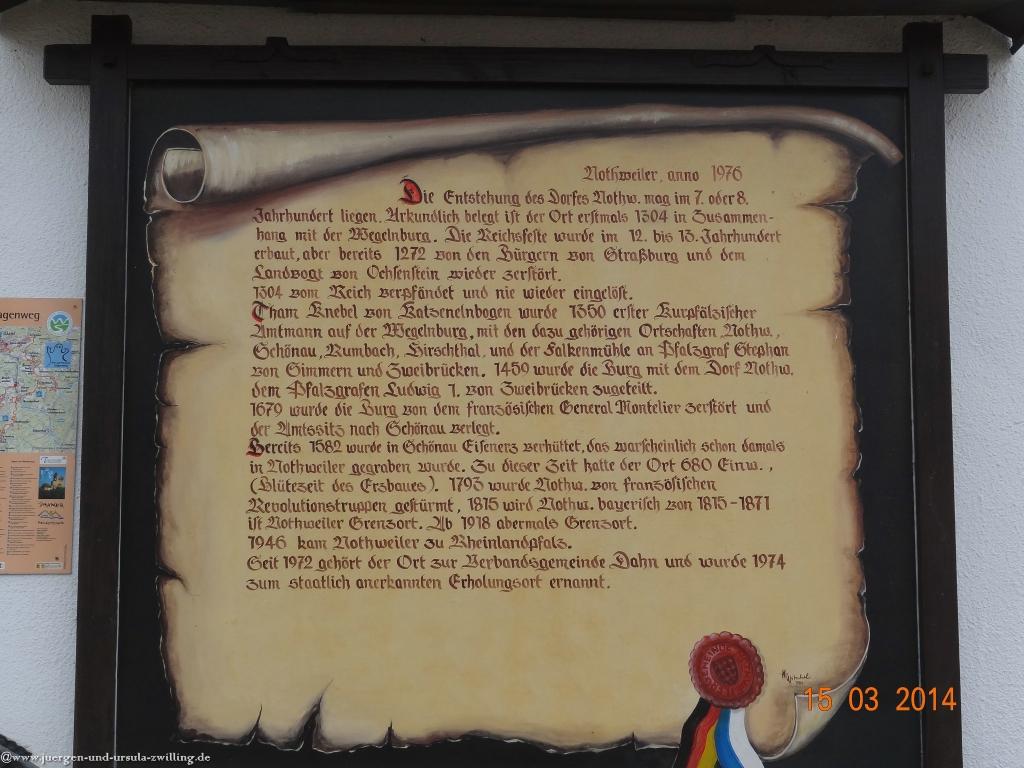 Nothweiler, anno 1976
Die Entstehung des Dorfes Nothw. mag im 7. oder 8.
Jahrhundert liegen. Urkundlich belegt ist der Ort erstmals 1304 in Zusammen-
hang mit der Wegelnburg. Die Reichsfeste wurde im 12. bis 13. Jahrhundert
erbaut, aber bereits 1272 von den Bürgern von Straßburg und dem
Landvogt von Ochsenstein wieder zerstört.
1304 vom Reich verpfändet und nie wieder eingelöst.
Tham Knebel von Katzenelnbogen wurde 1350 erster Kurpfälzischer
Amtmann auf der Wegelnburg, mit den dazu gehörigen Ortschaften Nothw.,
Schönau, Rumbach, Hirschthal, und der Falkenmühle an Pfalzgraf Stephan
von Simmern und Zweibrücken. 1459 wurde die Burg mit dem Dorf Nothw.
dem Pfalzgrafen Ludwig 1. von Zweibrücken zugeteilt.
1679 wurde die Burg von dem französischen General Montelier zerstört und
der Amtssitz nach Schönau verlegt.
Bereits 1582 wurde in Schönau Eisenerz verhüttet, das warscheinlich schon damals
in Nothweiler gegraben wurde. Zu dieser Zeit hatte der Ort 680 Einw.,
(Blütezeit des Erzbaues). 1793 wurde Nothw. von französischen
Revolutionstruppen gestürmt, 1815 wird Nothw. bayerisch von 1815-1871
ist Nothweiler Grenzort. Ab 1918 abermals Grenzort.
1946 kam Nothweiler zu Rheinlandpfalz.
Seit 1972 gehört der Ort zur Verbandsgemeinde Dahn und wurde 1974
zum staatlich anerkannten Erholungsort ernannt.
agenweg
15 03 2014
@www.juergen-und-ursula-zwilling.de